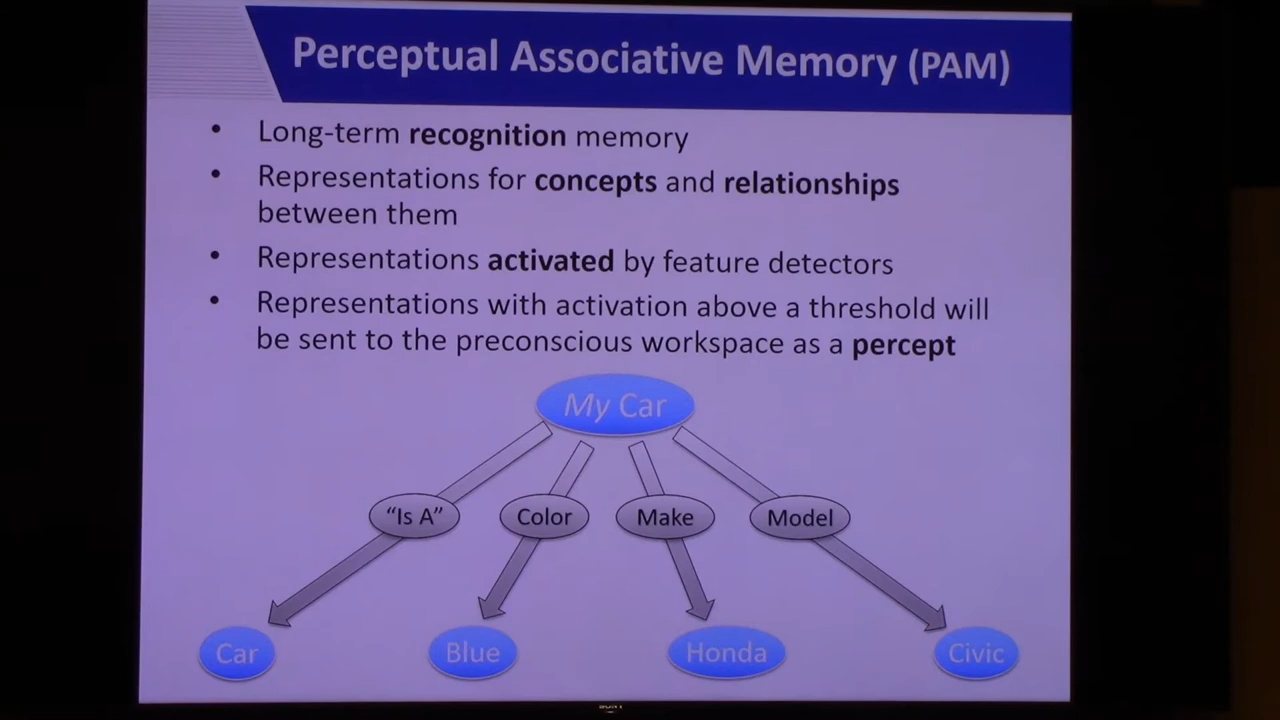 Perceptual Associative Memory (PAM)
• Long-term recognition memory
• Representations for concepts and relationships
between them
• Representations activated by feature detectors
• Representations with activation above a threshold will
be sent to the preconscious workspace as a percept
My Car
“Is A” Color Make Model
Car Blue Honda Civic
SONY